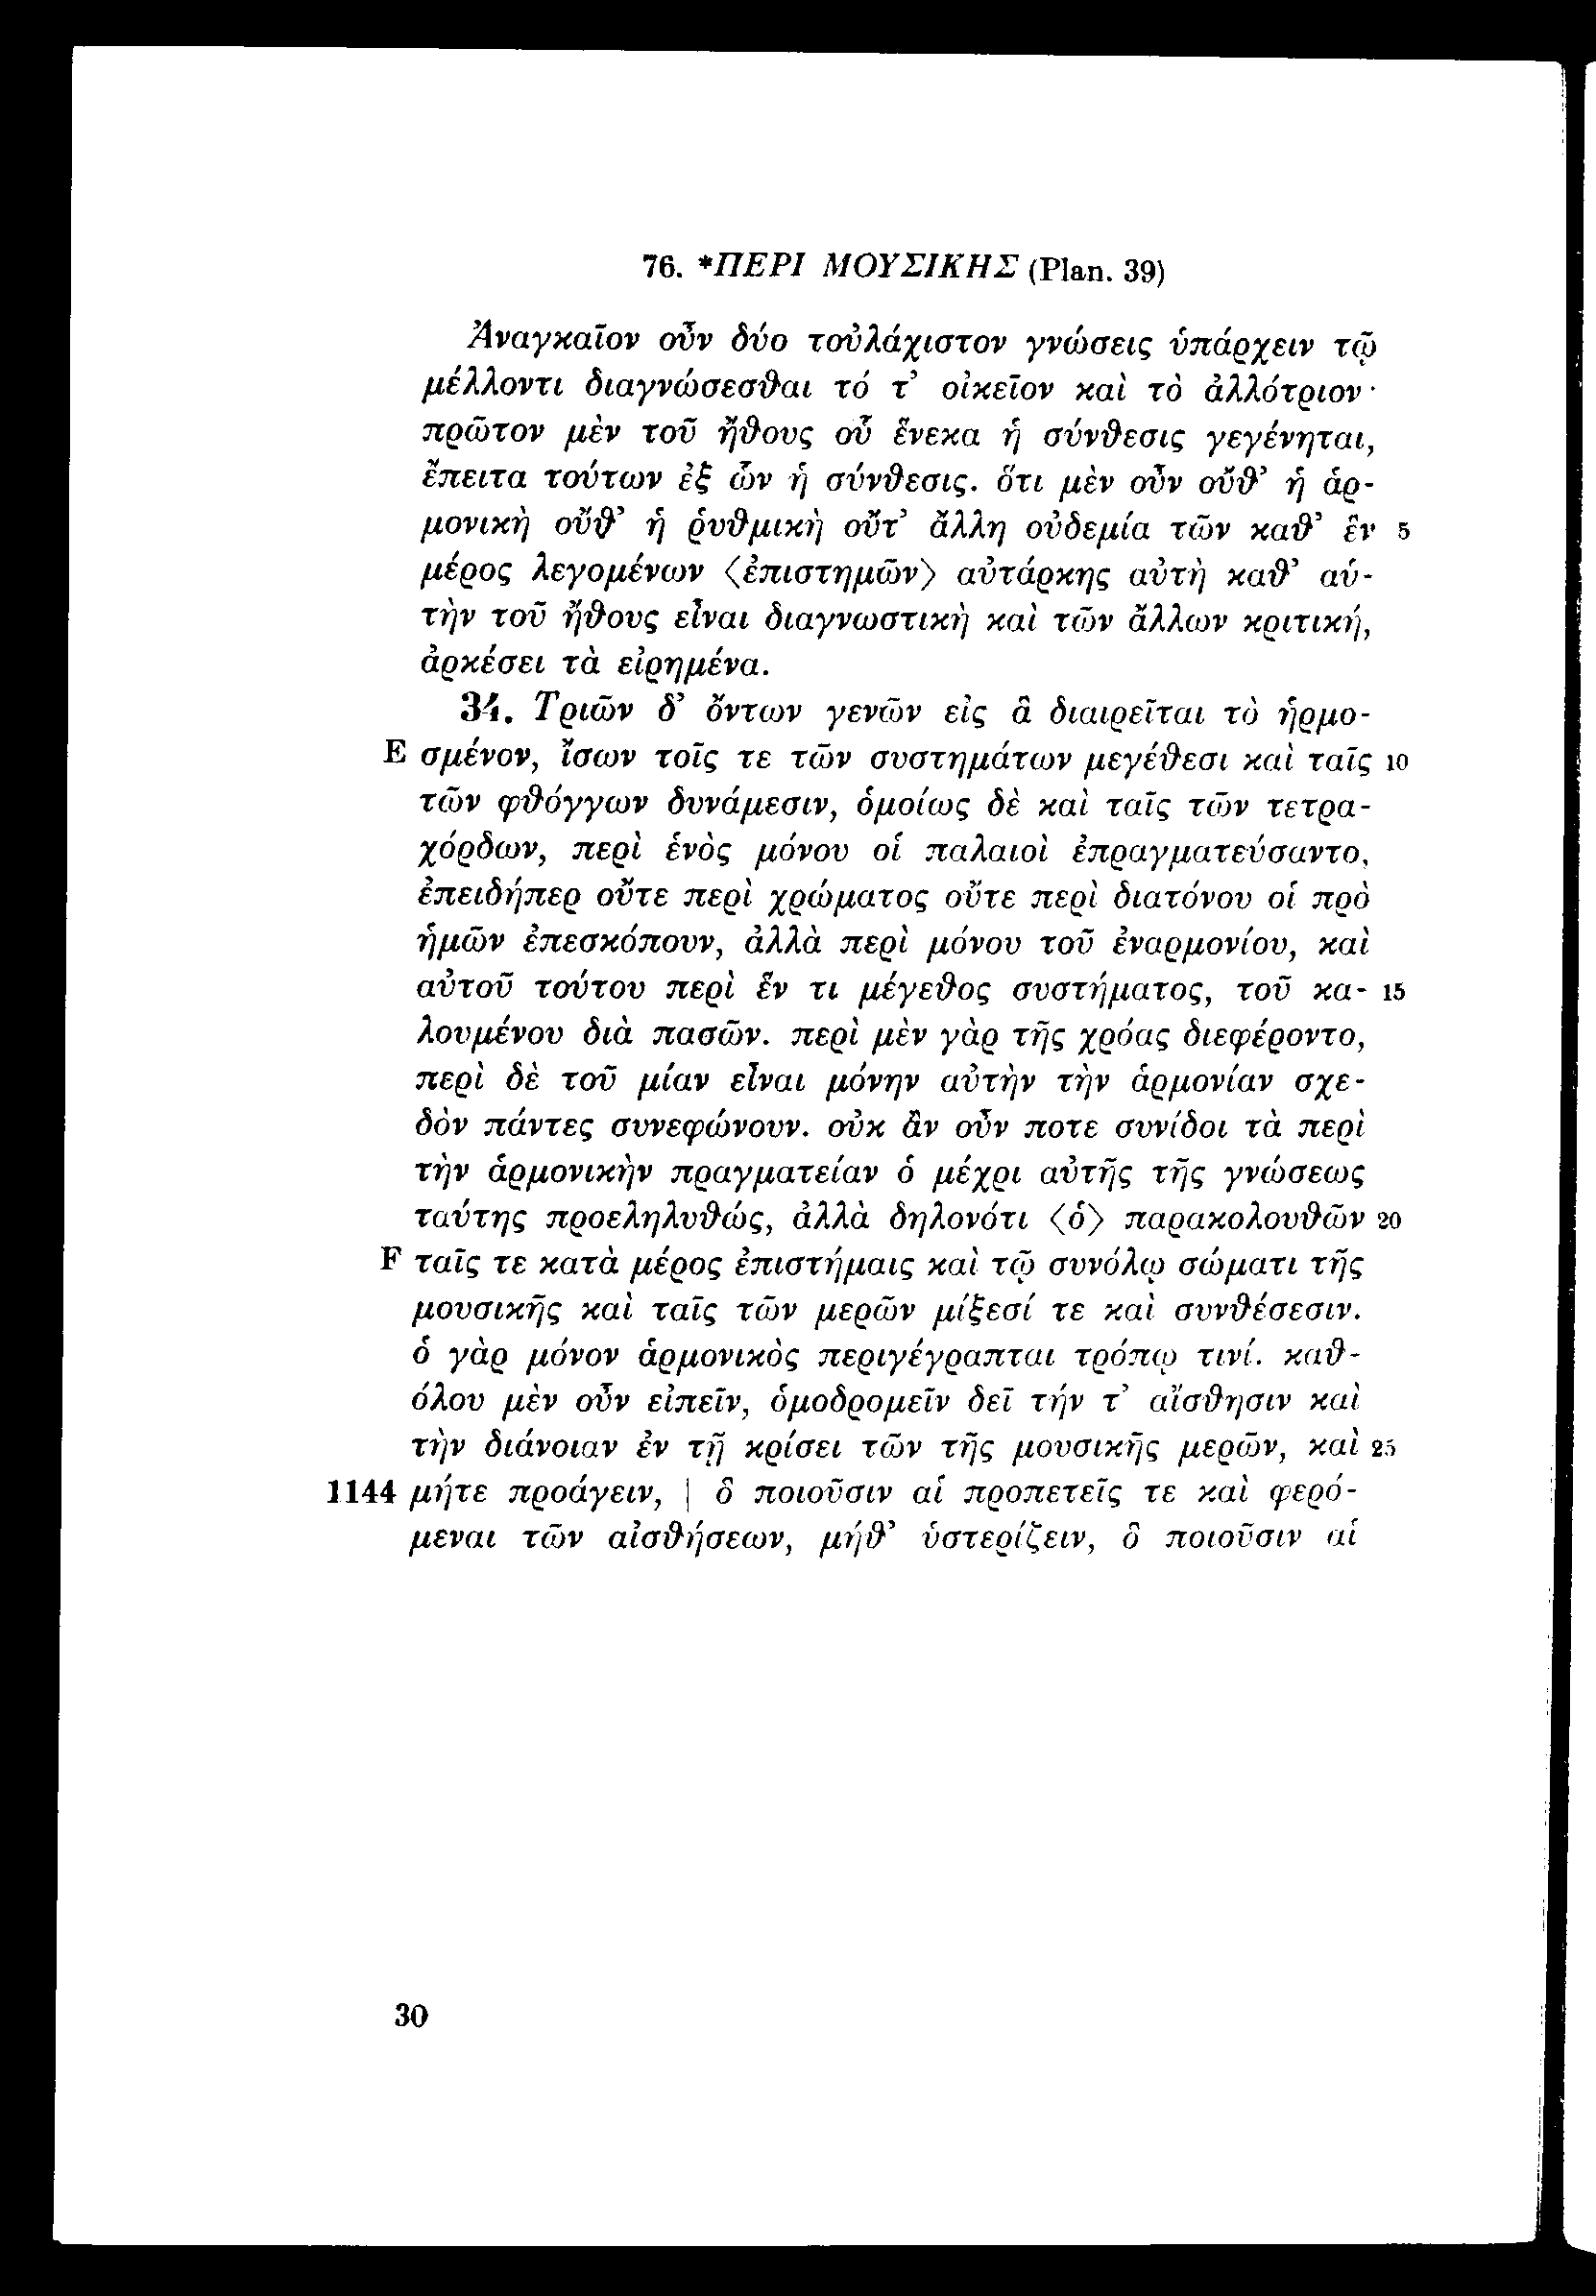 76. *ΠΕΡΙ ΜΟΥΣΙΚΗΣ (Plan. 39)
Ἀναγκαῖον οὖν δύο τοὐλάχιστον γνώσεις ὑπάρχειν τῷ
μέλλοντι διαγνώσεσθαι τό τ’ οἰκεῖον καὶ τὸ ἀλλότριον·
πρῶτον μὲν τοῦ ἤθους οὗ ἕνεκα ἡ σύνθεσις γεγένηται,
ἔπειτα τούτων ἐξ ὧν ἡ σύνθεσις. ὅτι μὲν οὖν οὔθ’ ἡ ἁρ-
μονικὴ οὔθ’ ἡ ῥυθμικὴ οὔτ’ ἄλλη οὐδεμία τῶν καθ’ ἓν 5
μέρος λεγομένων ⟨ἐπιστημῶν⟩ αὐτάρκης αὐτὴ καθ’ αὑ-
τὴν τοῦ ἤθους εἶναι διαγνωστικὴ καὶ τῶν ἄλλων κριτική,
ἀρκέσει τὰ εἰρημένα.
34. Τριῶν δ’ ὄντων γενῶν εἰς ἃ διαιρεῖται τὸ ἡρμο-
E σμένον, ἴσων τοῖς τε τῶν συστημάτων μεγέθεσι καὶ ταῖς 10
τῶν φθόγγων δυνάμεσιν, ὁμοίως δὲ καὶ ταῖς τῶν τετρα-
χόρδων, περὶ ἑνὸς μόνου οἱ παλαιοὶ ἐπραγματεύσαντο,
ἐπειδήπερ οὔτε περὶ χρώματος οὔτε περὶ διατόνου οἱ πρὸ
ἡμῶν ἐπεσκόπουν, ἀλλὰ περὶ μόνου τοῦ ἐναρμονίου, καὶ
αὐτοῦ τούτου περὶ ἕν τι μέγεθος συστήματος, τοῦ κα- 15
λουμένου διὰ πασῶν. περὶ μὲν γὰρ τῆς χρόας διεφέροντο,
περὶ δὲ τοῦ μίαν εἶναι μόνην αὐτὴν τὴν ἁρμονίαν σχε-
δὸν πάντες συνεφώνουν. οὐκ ἂν οὖν ποτε συνίδοι τὰ περὶ
τὴν ἁρμονικὴν πραγματείαν ὁ μέχρι αὐτῆς τῆς γνώσεως
ταύτης προεληλυθώς, ἀλλὰ δηλονότι ⟨ὁ⟩ παρακολουθῶν 20
F ταῖς τε κατὰ μέρος ἐπιστήμαις καὶ τῷ συνόλῳ σώματι τῆς
μουσικῆς καὶ ταῖς τῶν μερῶν μίξεσί τε καὶ συνθέσεσιν.
ὁ γὰρ μόνον ἁρμονικὸς περιγέγραπται τρόπῳ τινί. καθ-
όλου μὲν οὖν εἰπεῖν, ὁμοδρομεῖν δεῖ τήν τ’ αἴσθησιν καὶ
τὴν διάνοιαν ἐν τῇ κρίσει τῶν τῆς μουσικῆς μερῶν, καὶ 25
1144 μήτε προάγειν, | ὃ ποιοῦσιν αἱ προπετεῖς τε καὶ φερό-
μεναι τῶν αἰσθήσεων, μήθ’ ὑστερίζειν, ὃ ποιοῦσιν αἱ
30